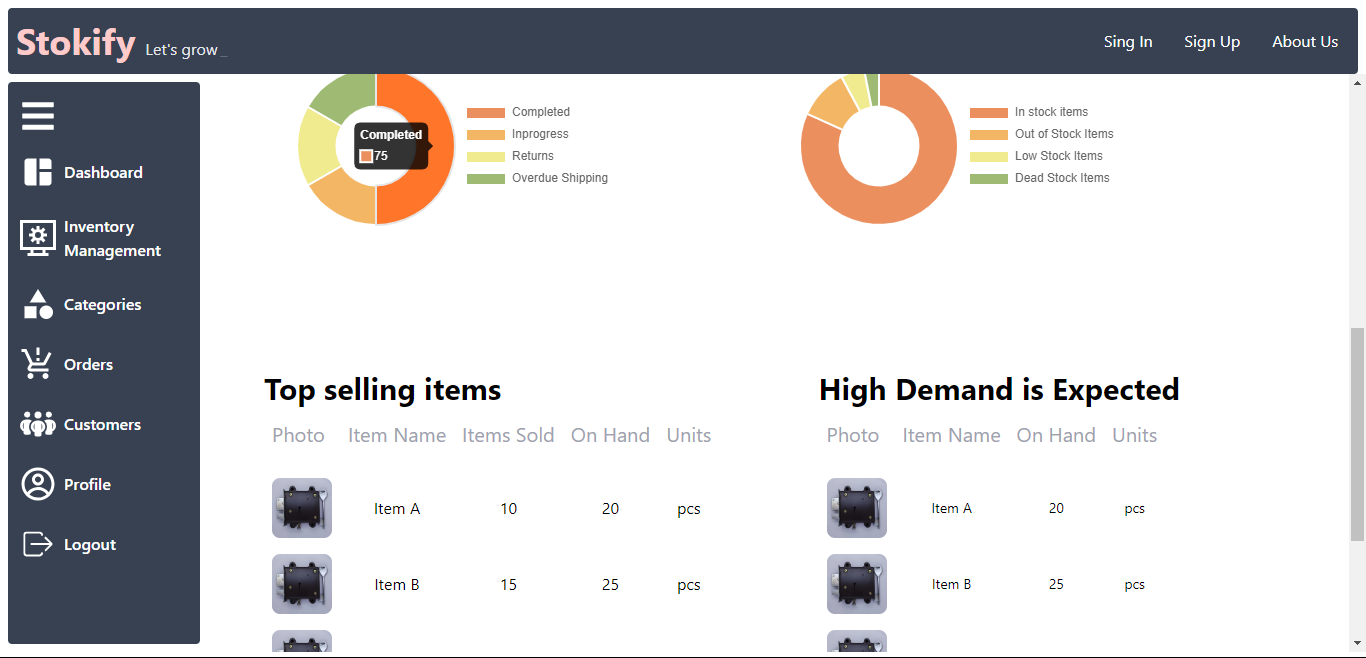 Stokify Let's grow _
Sing In Sign Up About Us
Dashboard
Inventory
Management
Categories
Orders
Customers
Profile
Logout
Completed
75
Completed
Inprogress
Returns
Overdue Shipping
In stock items
Out of Stock Items
Low Stock Items
Dead Stock Items
Top selling items
Photo Item Name Items Sold On Hand Units
Item A 10 20 pcs
Item B 15 25 pcs
High Demand is Expected
Photo Item Name On Hand Units
Item A 20 pcs
Item B 25 pcs